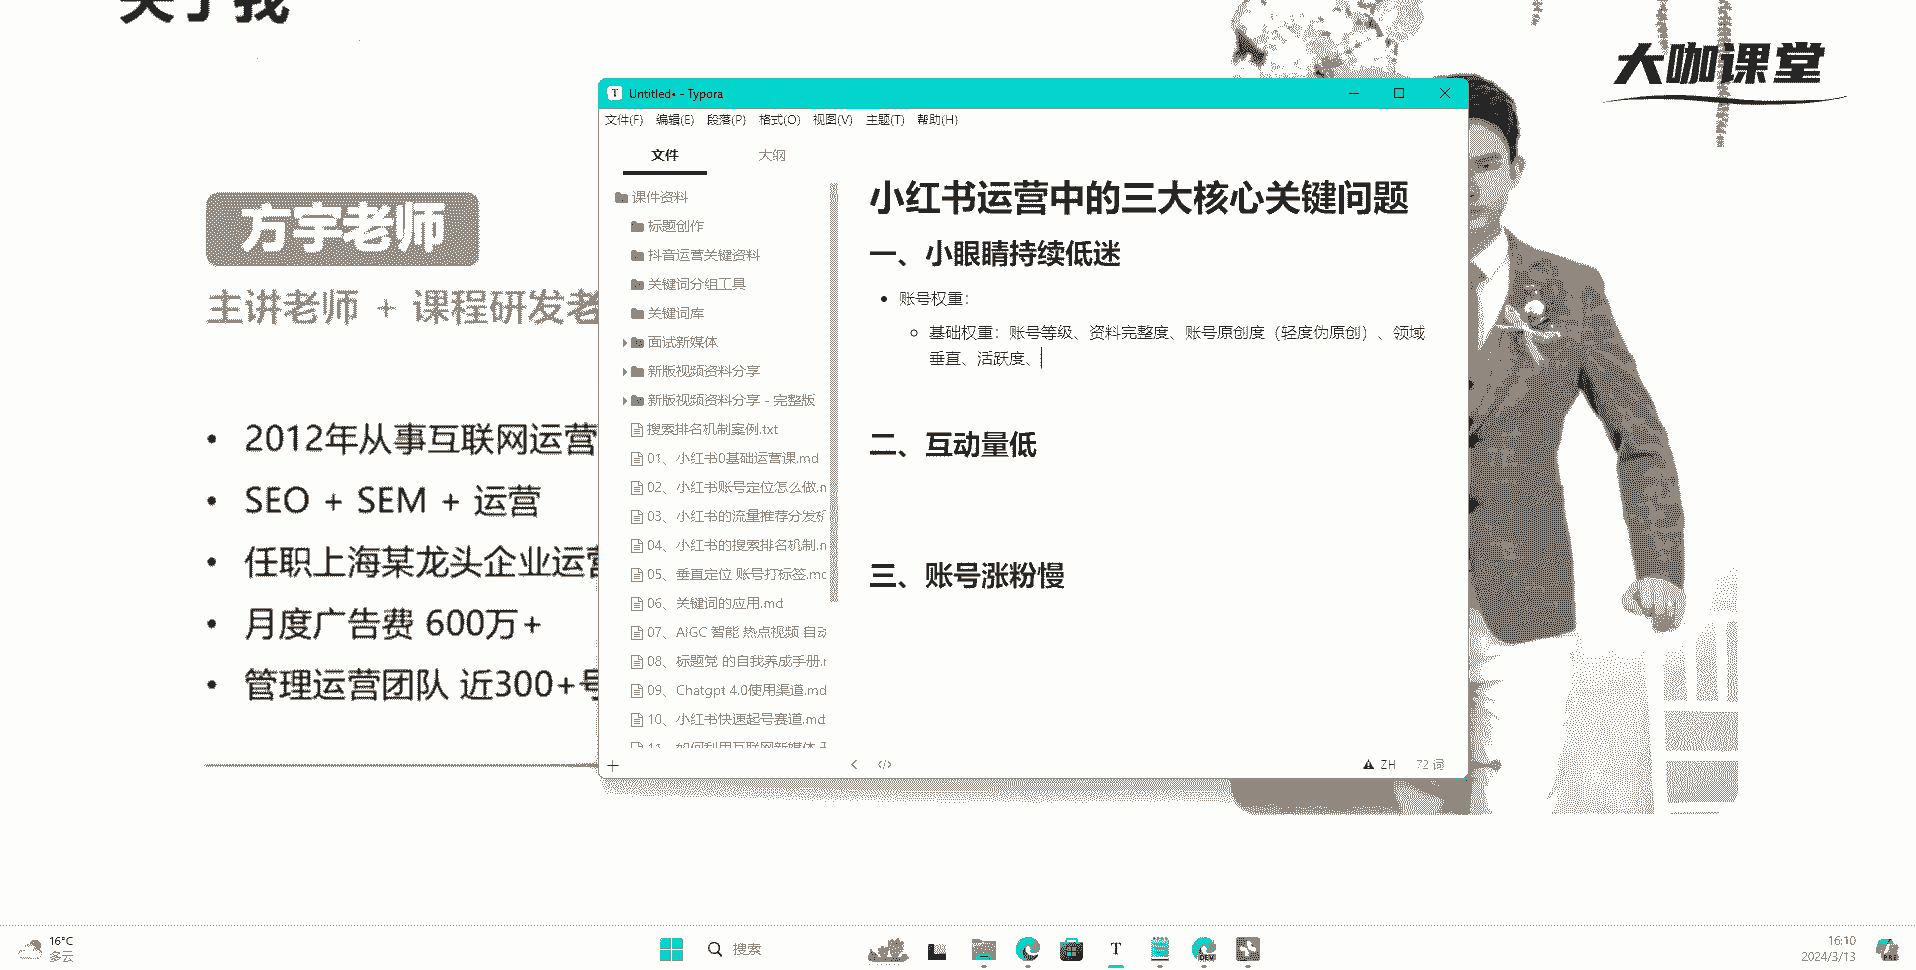 关于我
大咖课堂
方宇老师
主讲老师 + 课程研发老
2012年从事互联网运营
SEO + SEM + 运营
任职上海某龙头企业运营
月度广告费 600万+
管理运营团队 近300+号
Untitled• - Typora
文件(F) 编辑(E) 段落(P) 格式(O) 视图(V) 主题(T) 帮助(H)
文件 大纲
课件资料
标题创作
抖音运营关键资料
关键词分组工具
关键词库
面试新媒体
新版视频资料分享
新版视频资料分享 - 完整版
搜索排名机制案例.txt
01、小红书0基础运营课.md
02、小红书账号定位怎么做.m
03、小红书的流量推荐分发机
04、小红书的搜索排名机制.m
05、垂直定位 账号打标签.mc
06、关键词的应用.md
07、AIGC 智能 热点视频 自动
08、标题党 的自我养成手册.r
09、Chatgpt 4.0使用渠道.md
10、小红书快速起号赛道.md
11、如何利用互联网新媒体
小红书运营中的三大核心关键问题
一、小眼睛持续低迷
账号权重：
基础权重：账号等级、资料完整度、账号原创度（轻度伪原创）、领域
垂直、活跃度、
二、互动量低
三、账号涨粉慢
ZH 72 词
16°C
多云
搜索
16:10
2024/3/13